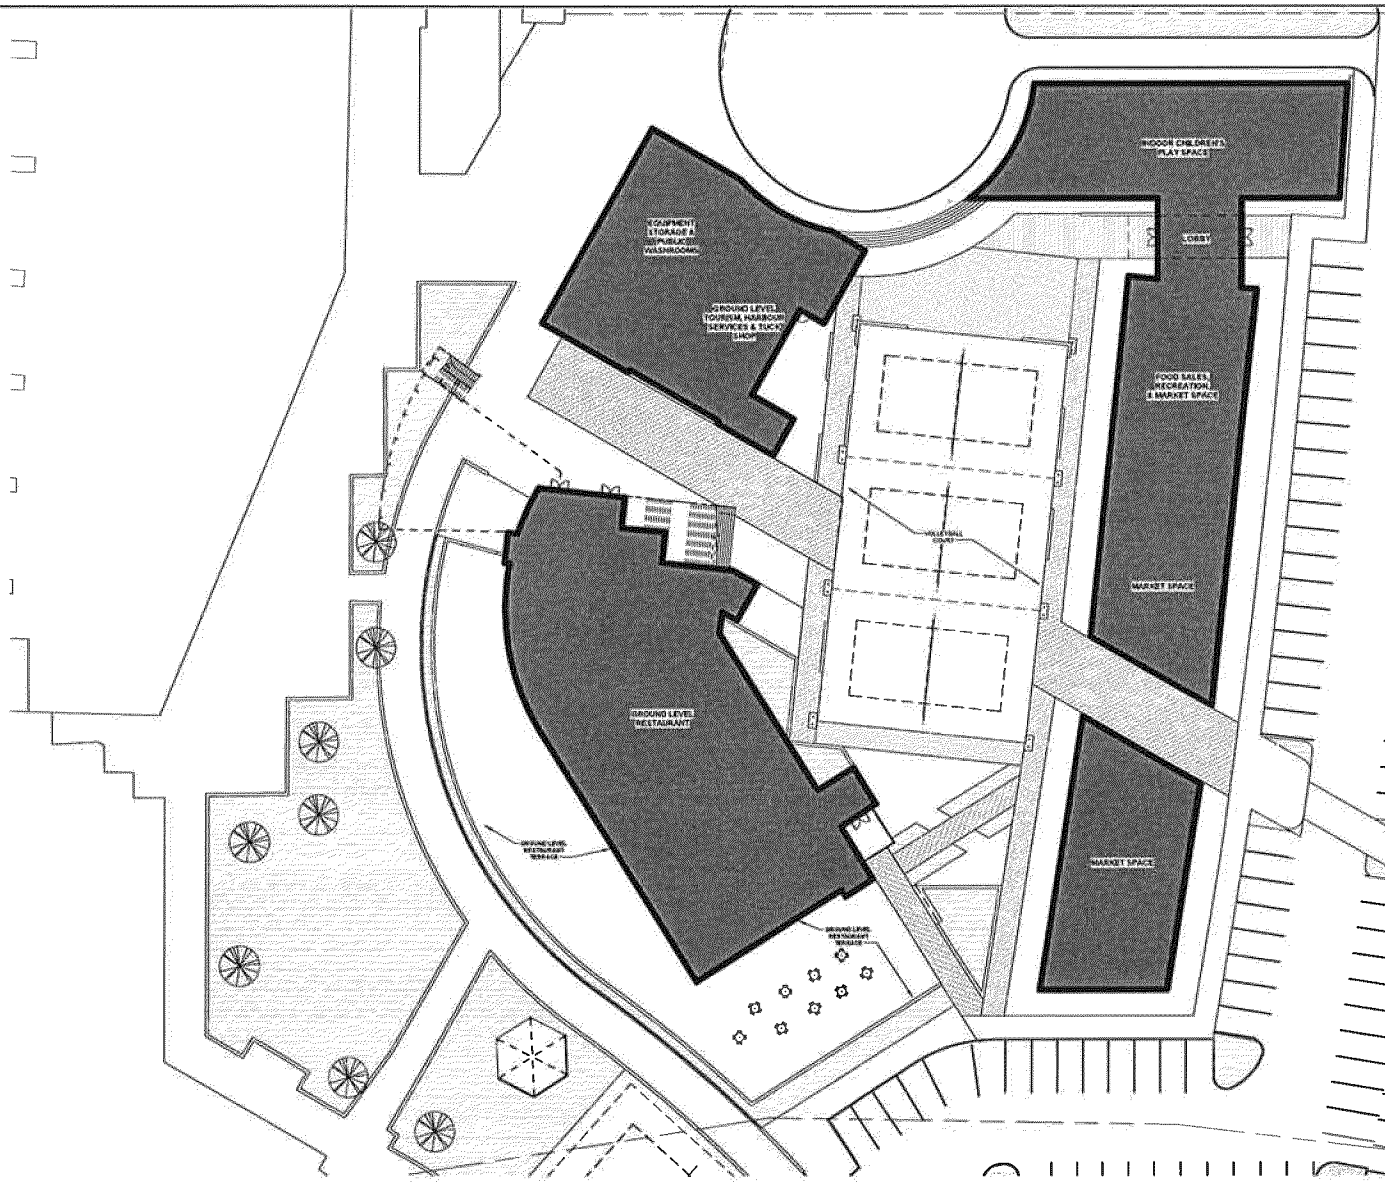 INDOOR CHILDREN'S
PLAY SPACE
EQUIPMENT
STORAGE &
PUBLIC
WASHROOMS
LOBBY
GROUND LEVEL
TOURISM, HARBOUR
SERVICES & TUCK
SHOP
FOOD SALES,
RECREATION,
& MARKET SPACE
VOLLEYBALL
COURT
MARKET SPACE
GROUND LEVEL
RESTAURANT
GROUND LEVEL
RESTAURANT
TERRACE
MARKET SPACE
GROUND LEVEL
RESTAURANT
TERRACE